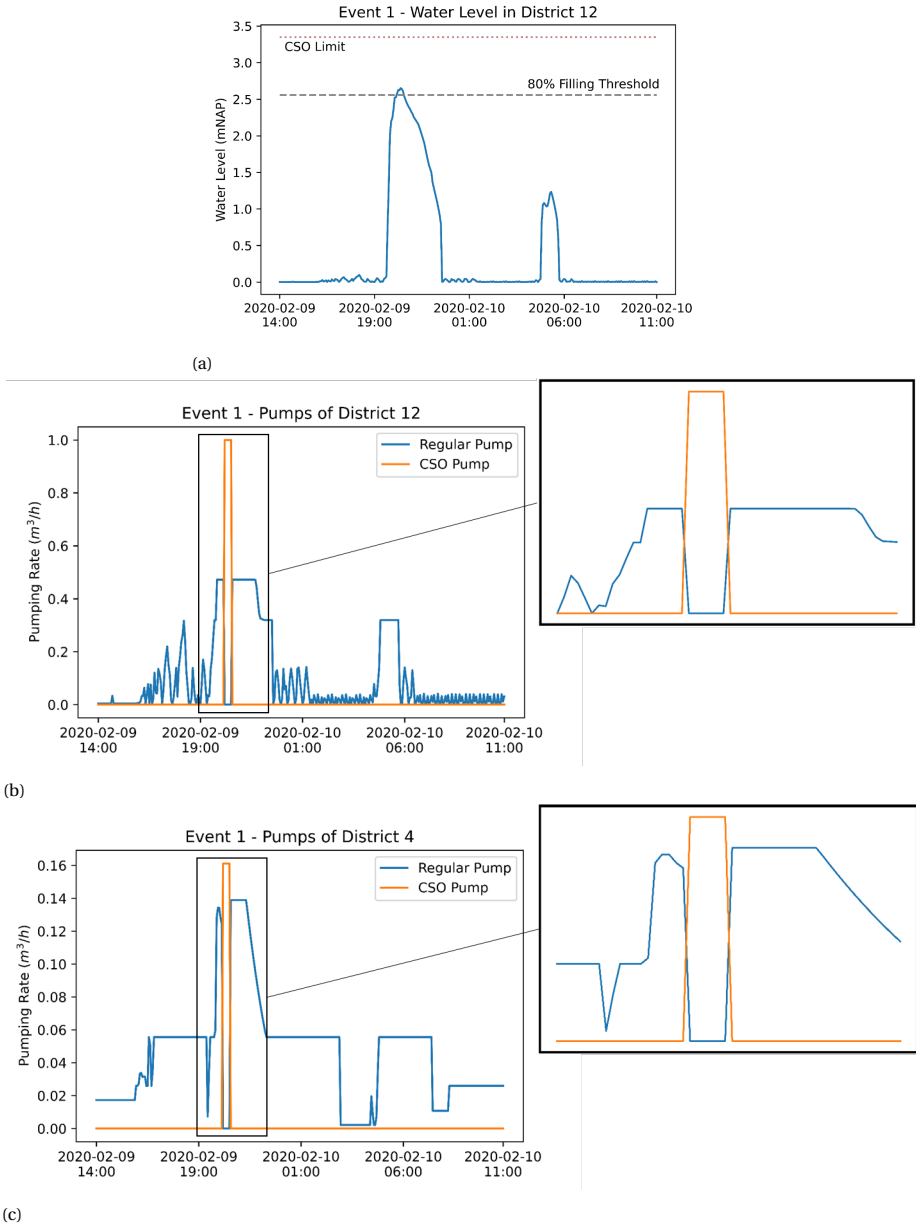 Event 1 - Water Level in District 12
3.5
3.0
2.5
2.0
1.5
1.0
0.5
0.0
Water Level (mNAP)
CSO Limit
80% Filling Threshold
2020-02-09 2020-02-09 2020-02-10 2020-02-10 2020-02-10
14:00 19:00 01:00 06:00 11:00
(a)
Event 1 - Pumps of District 12
1.0
0.8
0.6
0.4
0.2
0.0
Pumping Rate (m³/h)
Regular Pump
CSO Pump
2020-02-09 2020-02-09 2020-02-10 2020-02-10 2020-02-10
14:00 19:00 01:00 06:00 11:00
(b)
Event 1 - Pumps of District 4
0.16
0.14
0.12
0.10
0.08
0.06
0.04
0.02
0.00
Pumping Rate (m³/h)
Regular Pump
CSO Pump
2020-02-09 2020-02-09 2020-02-10 2020-02-10 2020-02-10
14:00 19:00 01:00 06:00 11:00
(c)